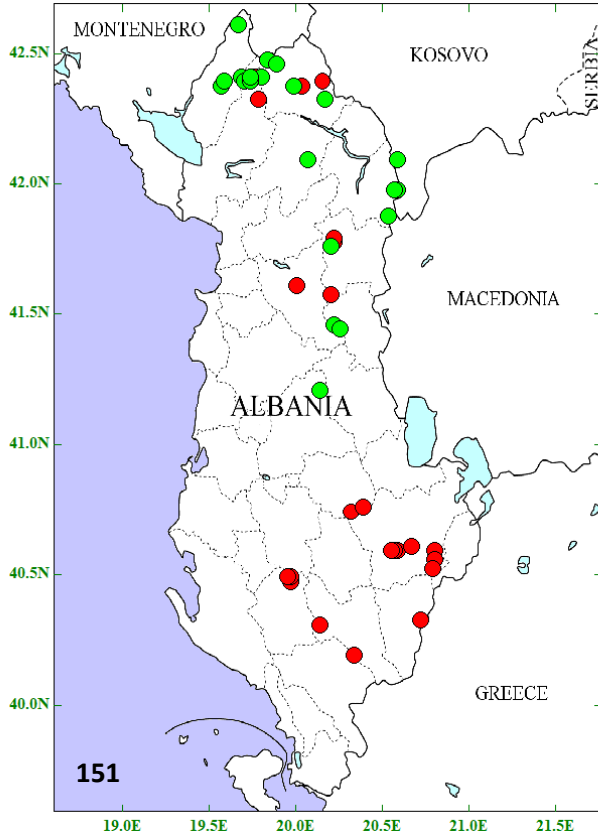 MONTENEGRO
KOSOVO
SERBIA
MACEDONIA
ALBANIA
GREECE
151
42.5N
42.0N
41.5N
41.0N
40.5N
40.0N
19.0E 19.5E 20.0E 20.5E 21.0E 21.5E